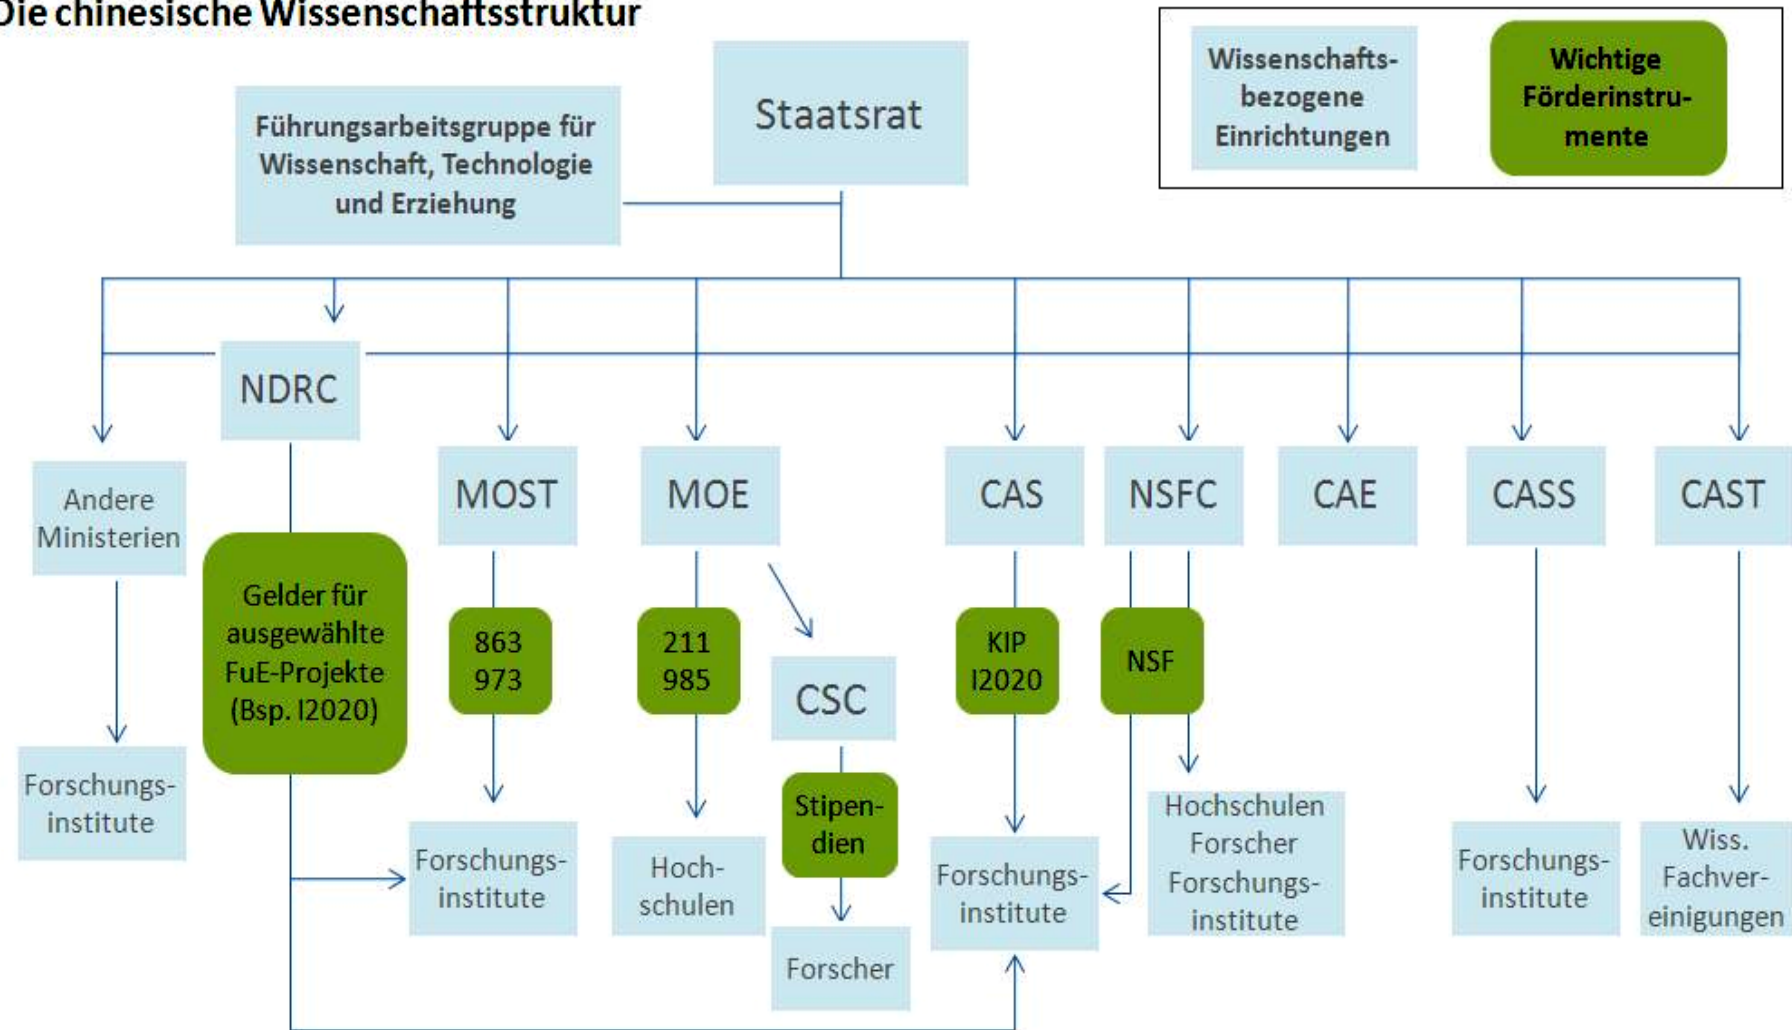 Die chinesische Wissenschaftsstruktur
Wissenschafts-
bezogene
Einrichtungen
Wichtige
Förderinstru-
mente
Staatsrat
Führungsarbeitsgruppe für
Wissenschaft, Technologie
und Erziehung
NDRC
Andere
Ministerien
MOST
MOE
CAS
NSFC
CAE
CASS
CAST
Gelder für
ausgewählte
FuE-Projekte
(Bsp. I2020)
863
973
211
985
CSC
KIP
I2020
NSF
Stipen-
dien
Forschungs-
institute
Forschungs-
institute
Hoch-
schulen
Forscher
Forschungs-
institute
Hochschulen
Forscher
Forschungs-
institute
Forschungs-
institute
Wiss.
Fachver-
einigungen